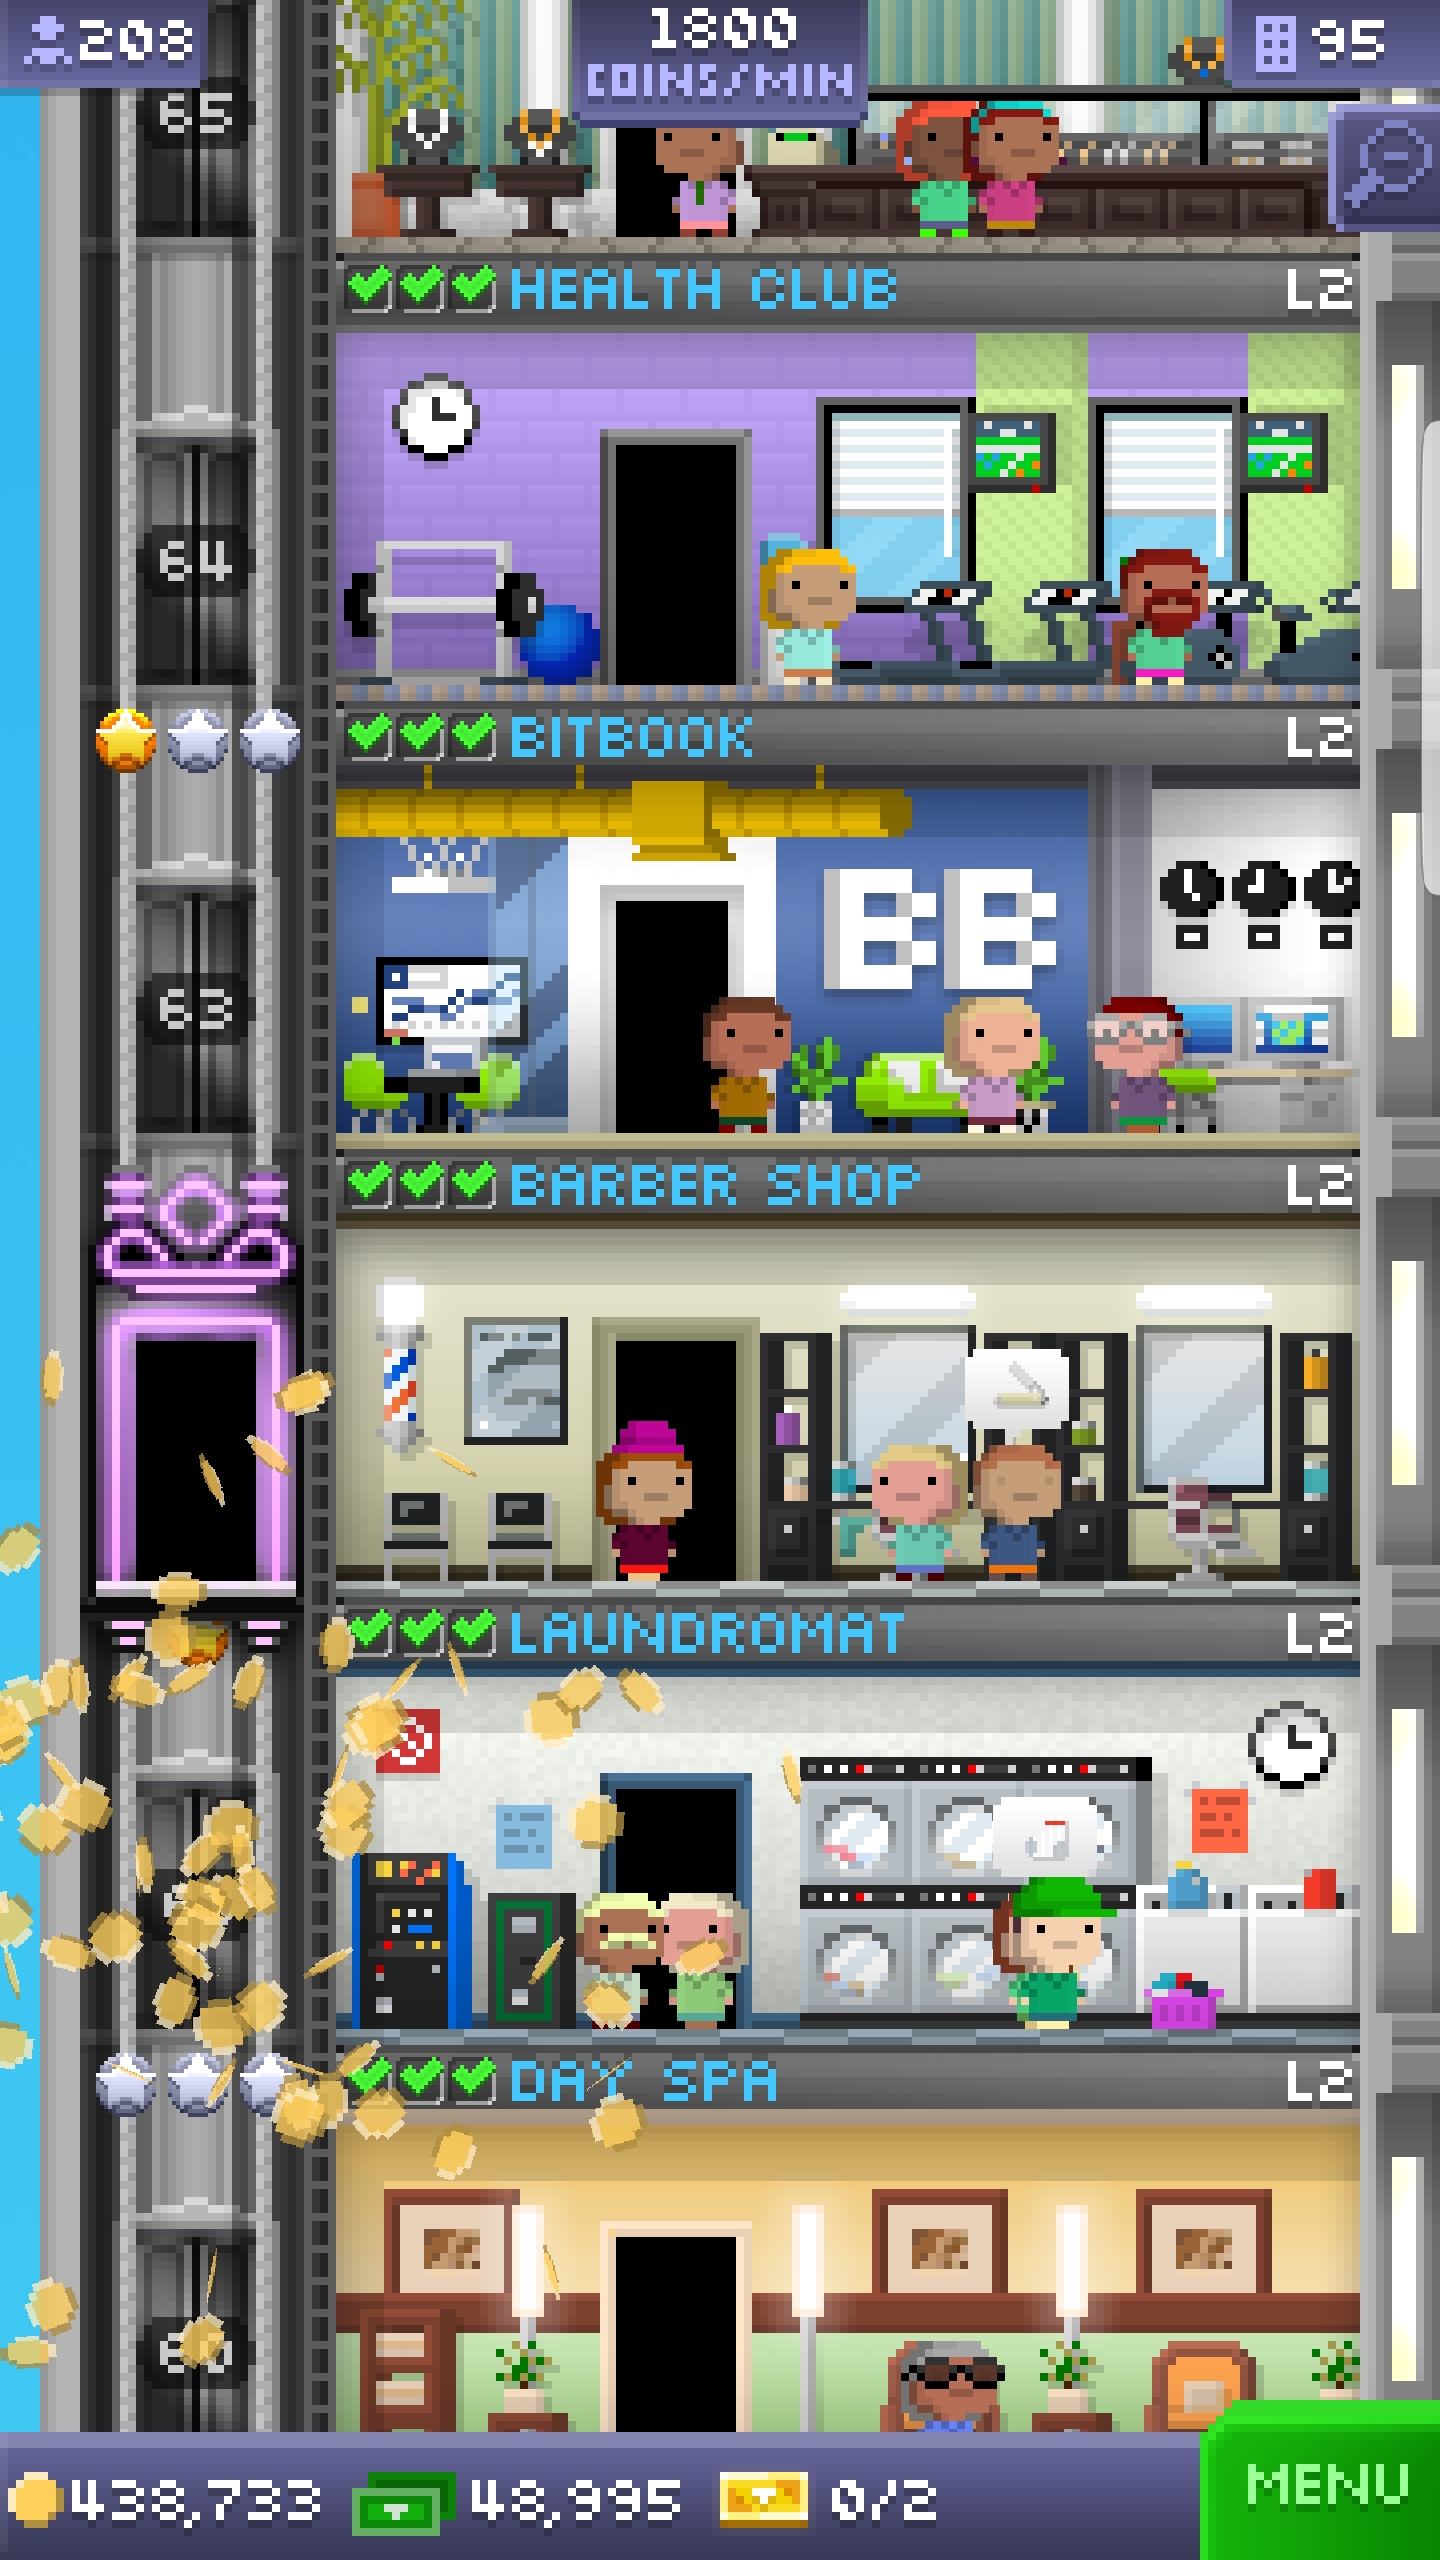 208
1800
COINS/MIN
95
65
HEALTH CLUB L2
64
BITBOOK L2
BB
63
BARBER SHOP L2
LAUNDROMAT L2
DAY SPA L2
438,733 48,995 0/2
MENU